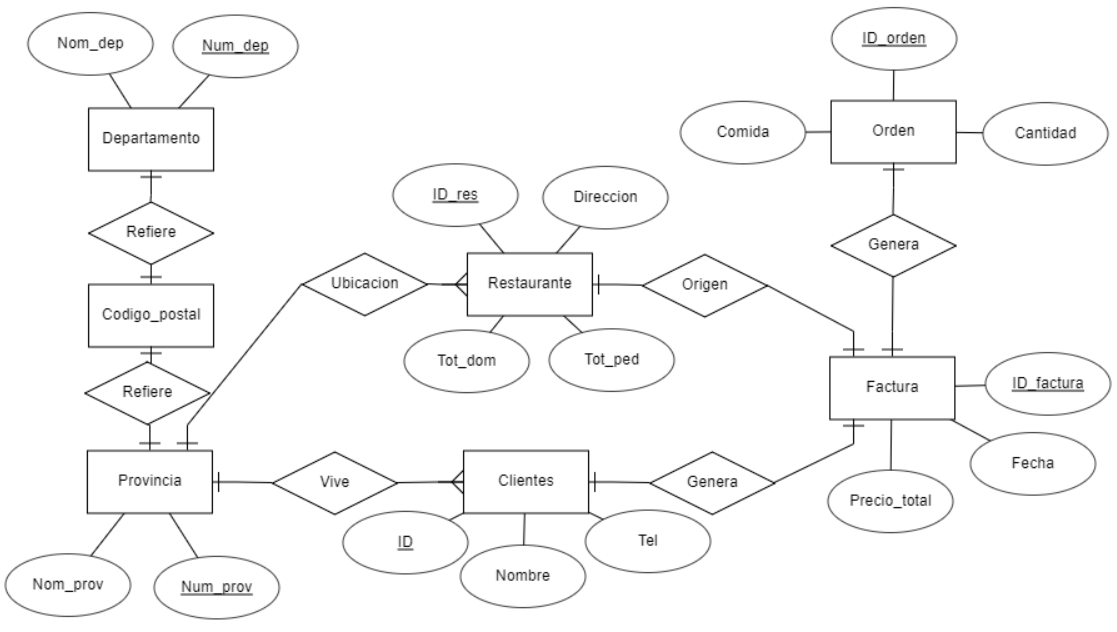 Nom_dep
Num_dep
ID_orden
Departamento
Comida
Orden
Cantidad
ID_res
Direccion
Refiere
Genera
Ubicacion
Restaurante
Origen
Codigo_postal
Tot_dom
Tot_ped
Refiere
Factura
ID_factura
Fecha
Provincia
Vive
Clientes
Genera
Precio_total
ID
Tel
Nombre
Nom_prov
Num_prov